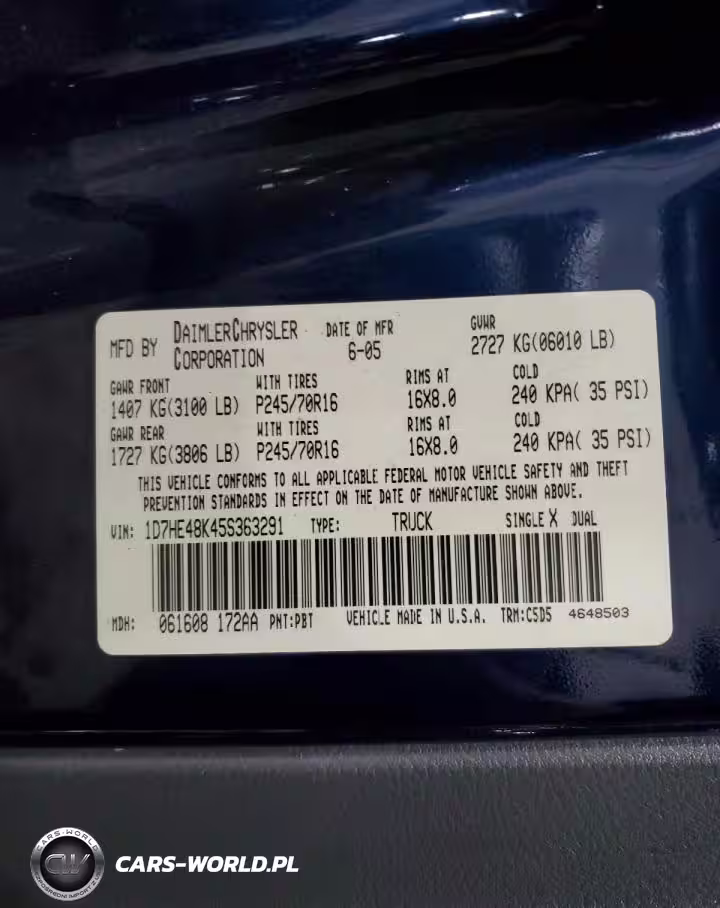 MFD BY DAIMLERCHRYSLER CORPORATION DATE OF MFR 6-05 GVWR 2727 KG(06010 LB)
GAWR FRONT WITH TIRES RIMS AT COLD
1407 KG(3100 LB) P245/70R16 16X8.0 240 KPA( 35 PSI)
GAWR REAR WITH TIRES RIMS AT COLD
1727 KG(3806 LB) P245/70R16 16X8.0 240 KPA( 35 PSI)
THIS VEHICLE CONFORMS TO ALL APPLICABLE FEDERAL MOTOR VEHICLE SAFETY AND THEFT
PREVENTION STANDARDS IN EFFECT ON THE DATE OF MANUFACTURE SHOWN ABOVE.
VIN: 1D7HE48K45S363291 TYPE: TRUCK SINGLE X DUAL
MDH: 061608 172AA PNT:PBT VEHICLE MADE IN U.S.A. TRM:C5D5 4648503
CARS-WORLD
CW
CARS-WORLD.PL